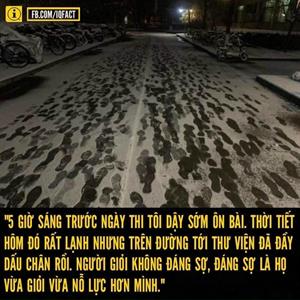 FB.COM/IQFACT
"5 GIỜ SÁNG TRƯỚC NGÀY THI TÔI DẬY SỚM ÔN BÀI. THỜI TIẾT
HÔM ĐÓ RẤT LẠNH NHƯNG TRÊN ĐƯỜNG TỚI THƯ VIỆN ĐÃ ĐẦY
DẤU CHÂN RỒI. NGƯỜI GIỎI KHÔNG ĐÁNG SỢ, ĐÁNG SỢ LÀ HỌ
VỪA GIỎI VỪA NỖ LỰC HƠN MÌNH."